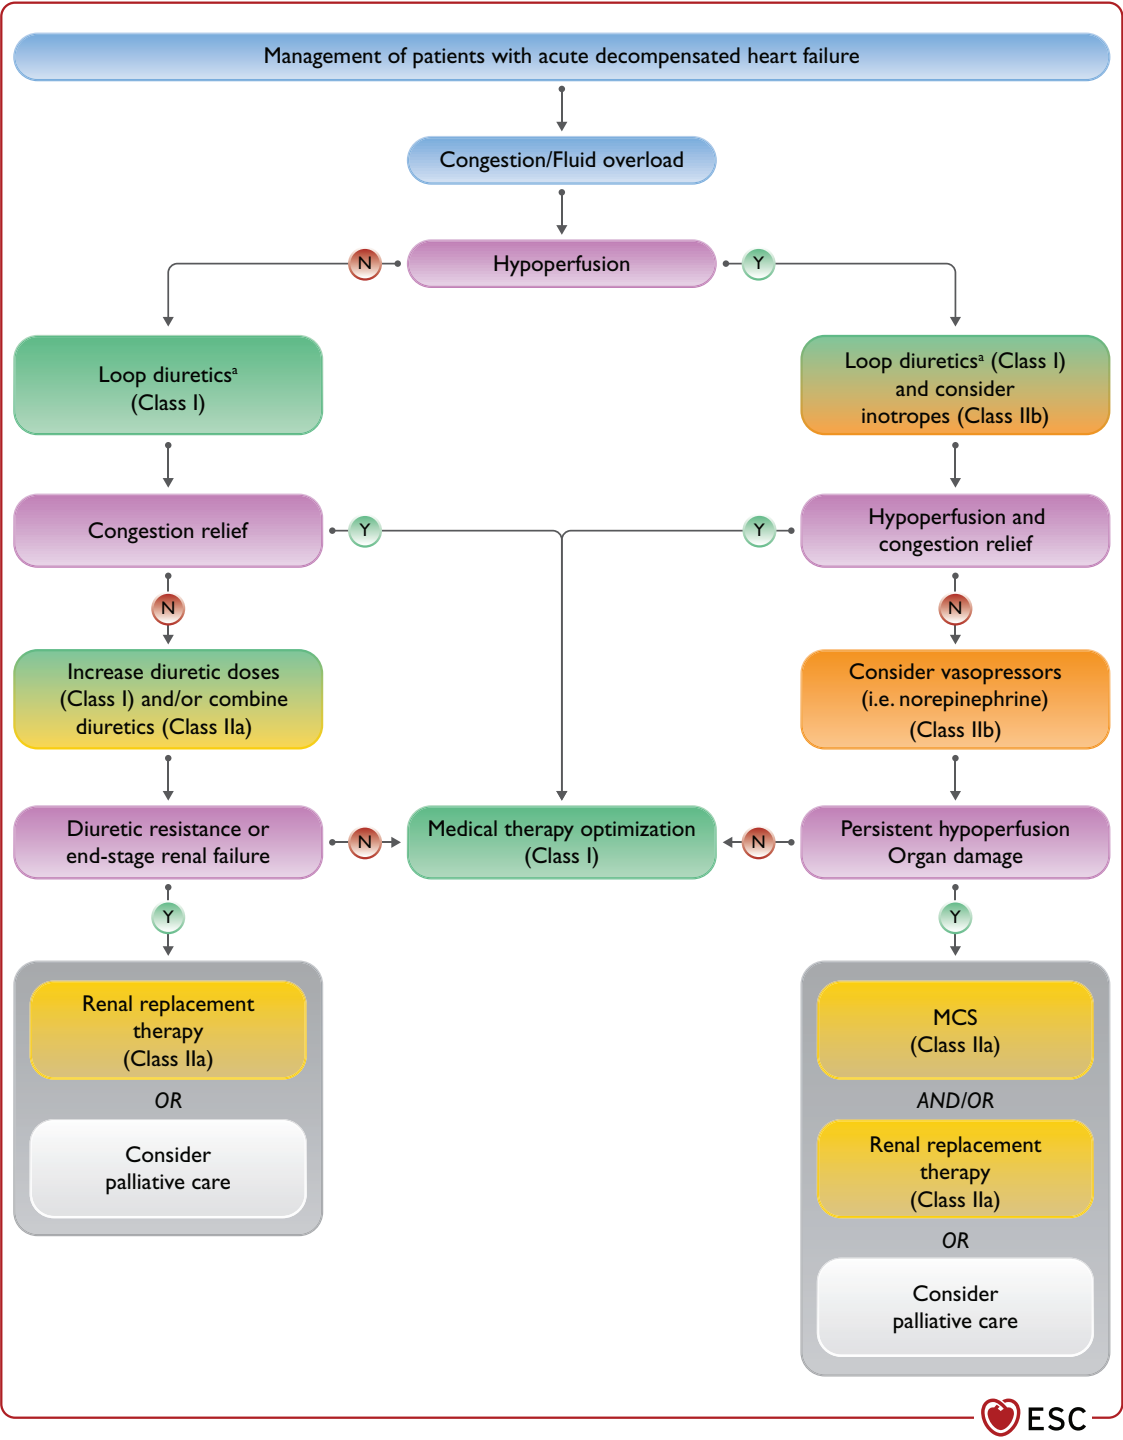 Management of patients with acute decompensated heart failure
Congestion/Fluid overload
N
Hypoperfusion
Y
Loop diureticsᵃ
(Class I)
Loop diureticsᵃ (Class I)
and consider
inotropes (Class IIb)
Congestion relief
Y
Y
Hypoperfusion and
congestion relief
N
N
Increase diuretic doses
(Class I) and/or combine
diuretics (Class IIa)
Consider vasopressors
(i.e. norepinephrine)
(Class IIb)
Diuretic resistance or
end-stage renal failure
N
Medical therapy optimization
(Class I)
N
Persistent hypoperfusion
Organ damage
Y
Y
Renal replacement
therapy
(Class IIa)
OR
Consider
palliative care
MCS
(Class IIa)
AND/OR
Renal replacement
therapy
(Class IIa)
OR
Consider
palliative care
ESC